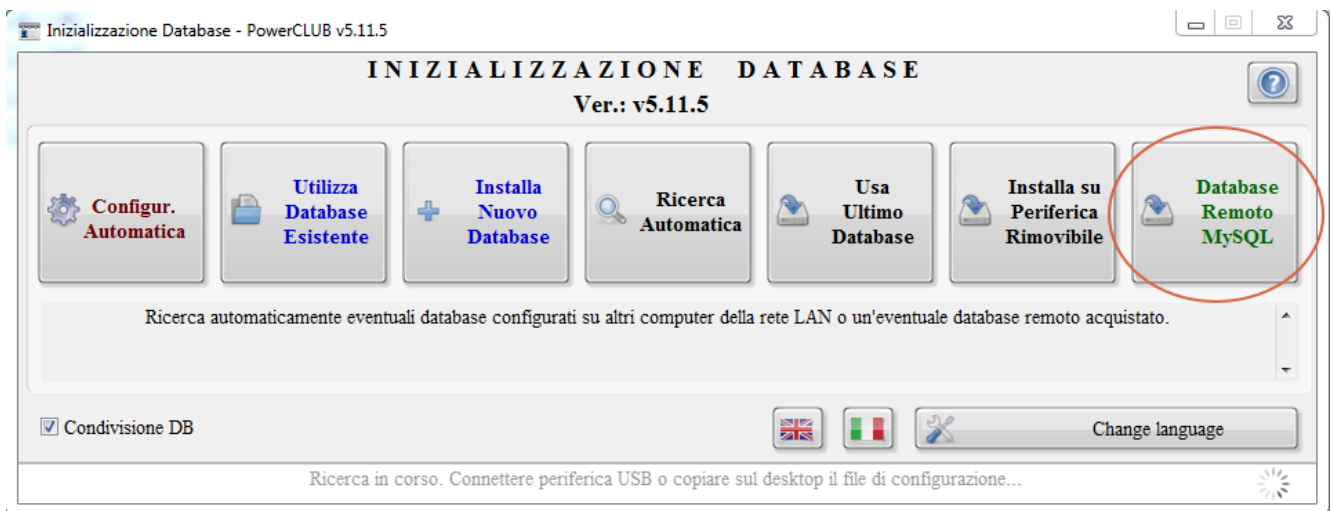 Inizializzazione Database - PowerCLUB v5.11.5
INIZIALIZZAZIONE DATABASE
Ver.: v5.11.5
Configur.
Automatica
Utilizza
Database
Esistente
Installa
Nuovo
Database
Ricerca
Automatica
Usa
Ultimo
Database
Installa su
Periferica
Rimovibile
Database
Remoto
MySQL
Ricerca automaticamente eventuali database configurati su altri computer della rete LAN o un'eventuale database remoto acquistato.
Condivisione DB
Change language
Ricerca in corso. Connettere periferica USB o copiare sul desktop il file di configurazione...